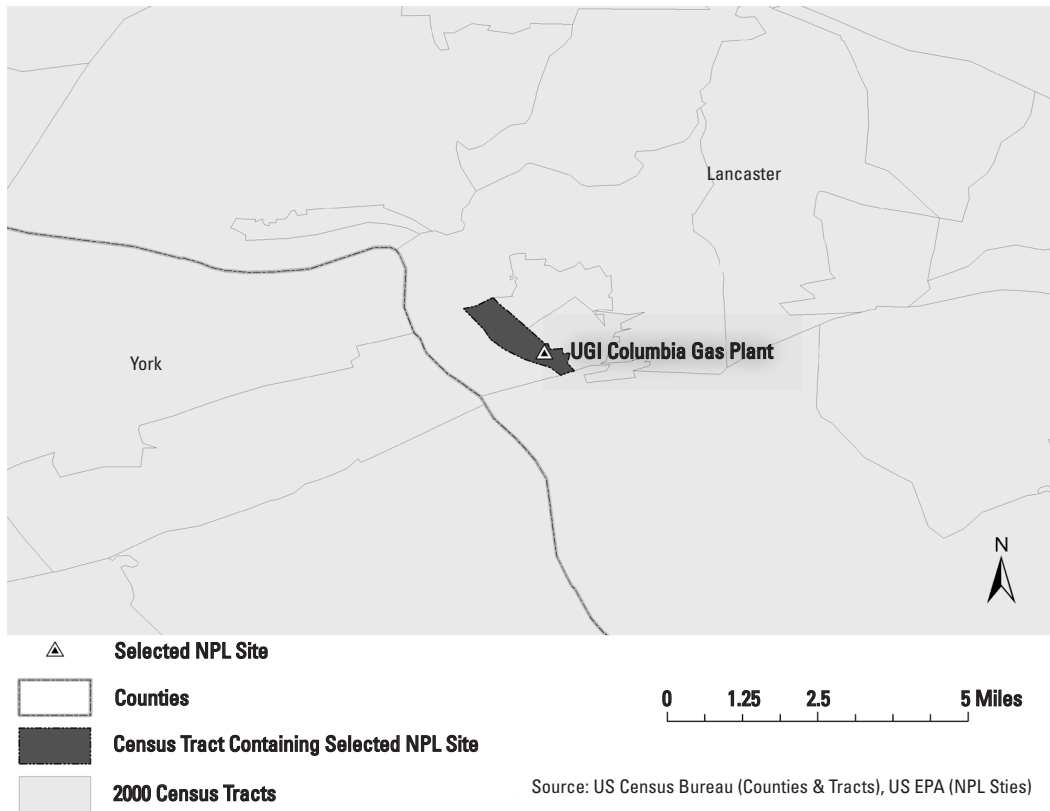 Lancaster
UGI Columbia Gas Plant
York
N
Selected NPL Site
Counties
0 1.25 2.5 5 Miles
Census Tract Containing Selected NPL Site
2000 Census Tracts
Source: US Census Bureau (Counties & Tracts), US EPA (NPL Sties)